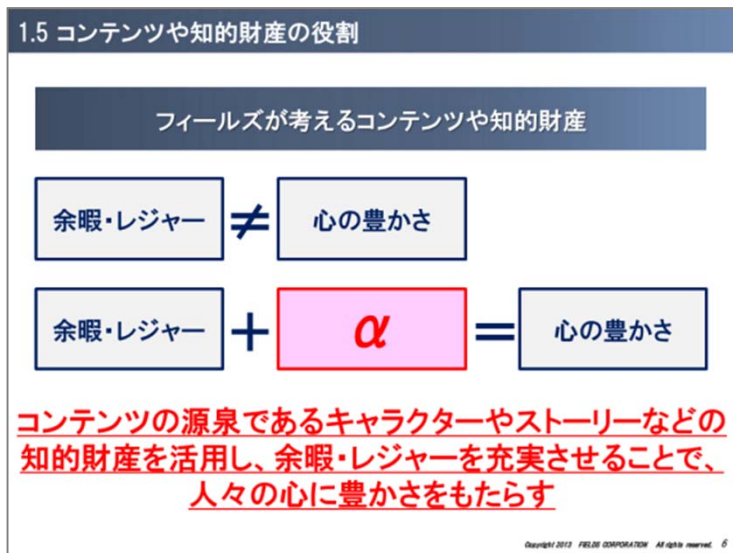 1.5 コンテンツや知的財産の役割
フィールズが考えるコンテンツや知的財産
余暇・レジャー ≠ 心の豊かさ
余暇・レジャー + α = 心の豊かさ
コンテンツの源泉であるキャラクターやストーリーなどの
知的財産を活用し、余暇・レジャーを充実させることで、
人々の心に豊かさをもたらす
Copyright 2013 FIELDS CORPORATION All rights reserved. 6